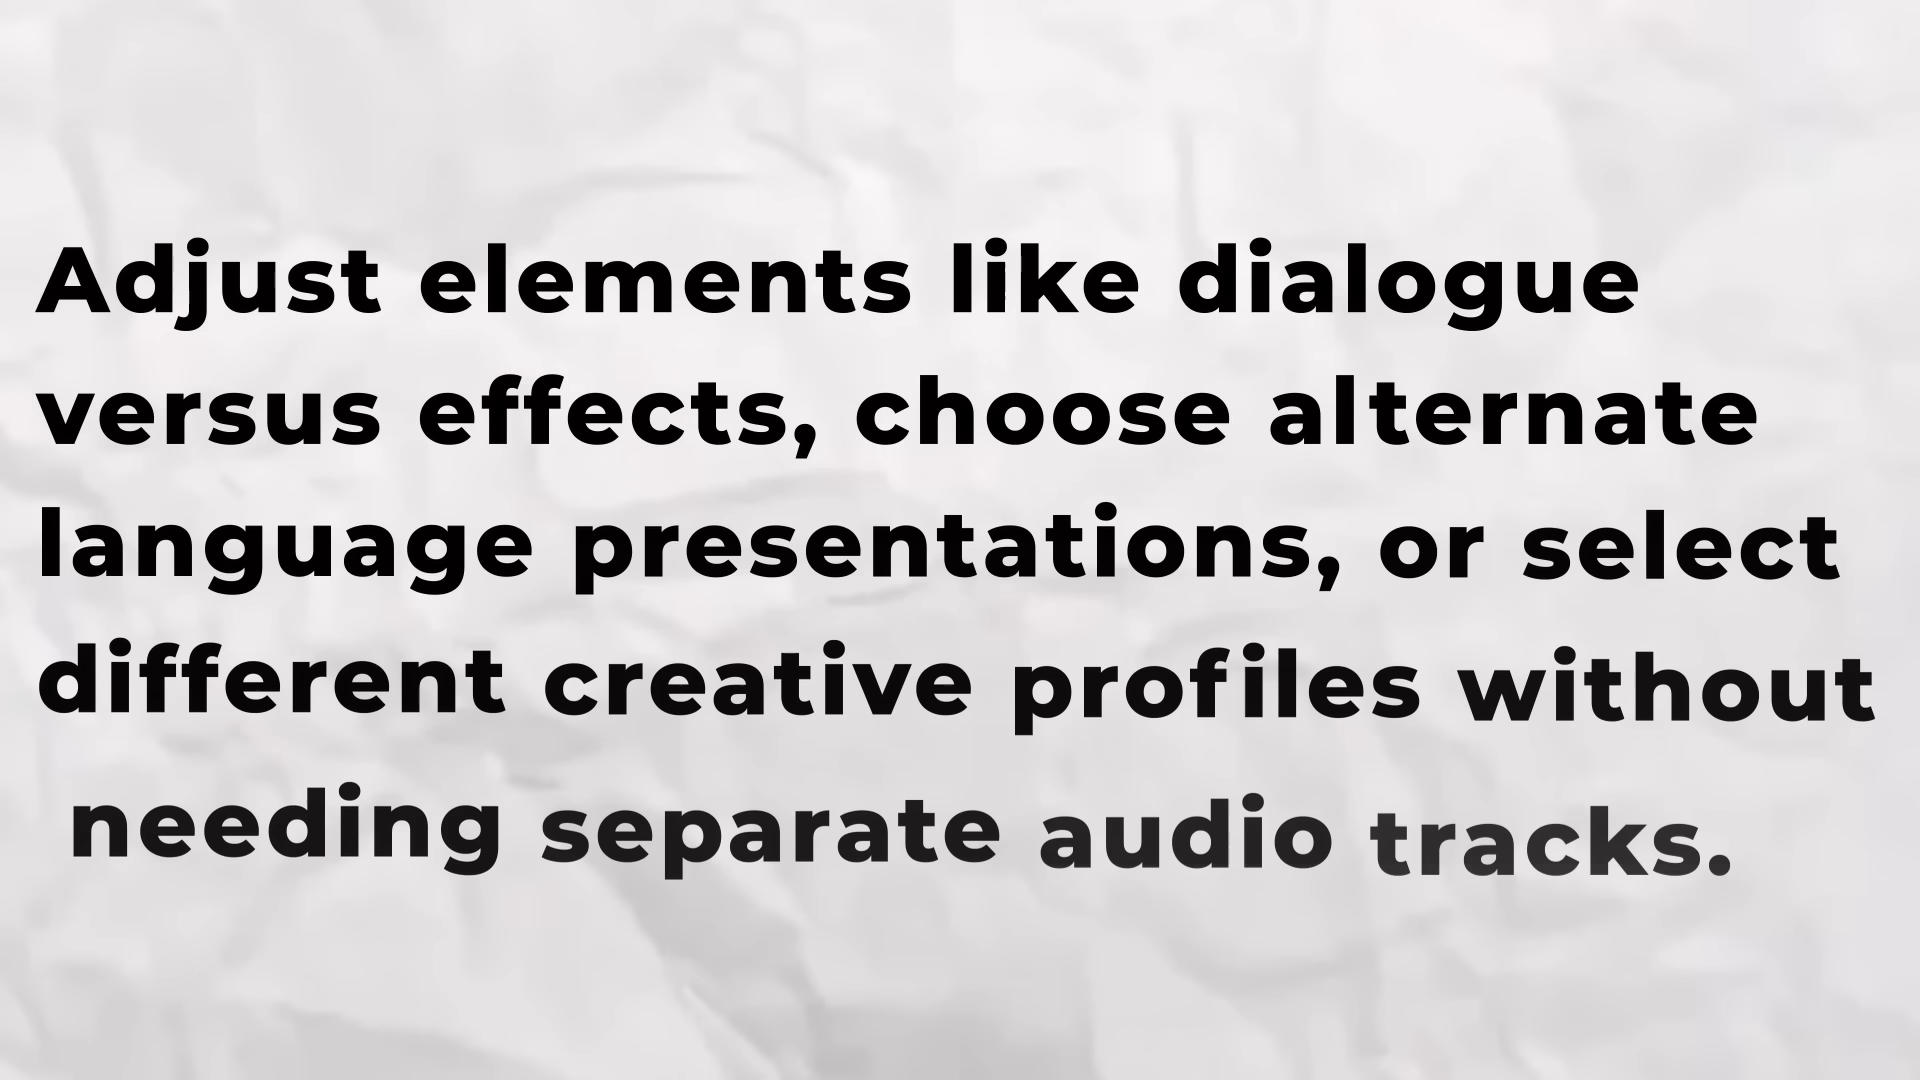 Adjust elements like dialogue
versus effects, choose alternate
language presentations, or select
different creative profiles without
needing separate audio tracks.